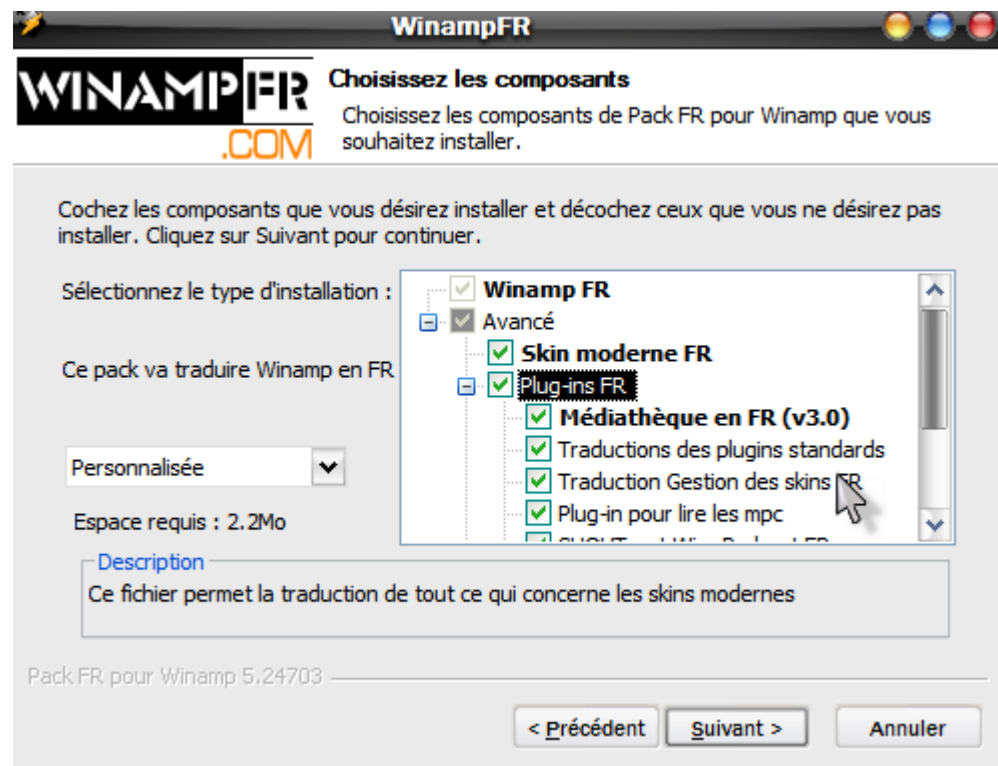 WinampFR
WINAMPFR
.COM
Choisissez les composants
Choisissez les composants de Pack FR pour Winamp que vous
souhaitez installer.
Cochez les composants que vous désirez installer et décochez ceux que vous ne désirez pas
installer. Cliquez sur Suivant pour continuer.
Sélectionnez le type d'installation :
Ce pack va traduire Winamp en FR
Personnalisée
Espace requis : 2.2Mo
Winamp FR
Avancé
Skin moderne FR
Plug-ins FR
Médiathèque en FR (v3.0)
Traductions des plugins standards
Traduction Gestion des skins FR
Plug-in pour lire les mpc
Description
Ce fichier permet la traduction de tout ce qui concerne les skins modernes
Pack FR pour Winamp 5.24703
< Précédent
Suivant >
Annuler